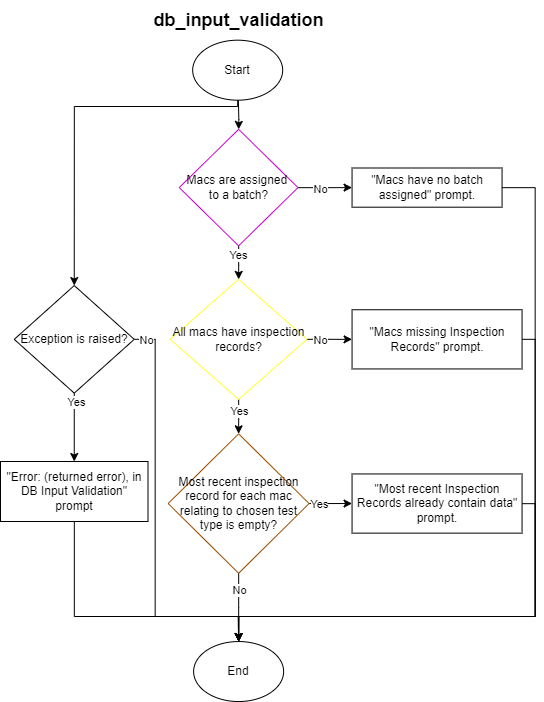 db_input_validation
Start
Macs are assigned
to a batch?
No
"Macs have no batch
assigned" prompt.
Yes
Exception is raised?
No
All macs have inspection
records?
No
"Macs missing Inspection
Records" prompt.
Yes
Yes
"Error: (returned error), in
DB Input Validation"
prompt
Most recent inspection
record for each mac
relating to chosen test
type is empty?
Yes
"Most recent Inspection
Records already contain data"
prompt.
No
End